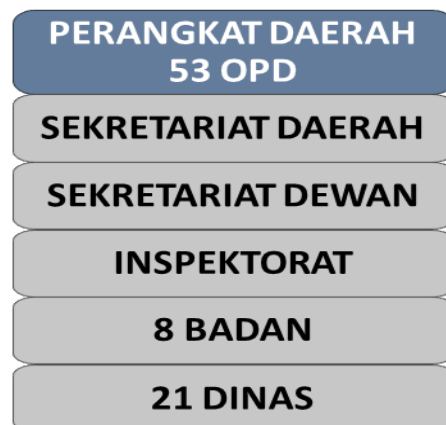 PERANGKAT DAERAH
53 OPD
SEKRETARIAT DAERAH
SEKRETARIAT DEWAN
INSPEKTORAT
8 BADAN
21 DINAS